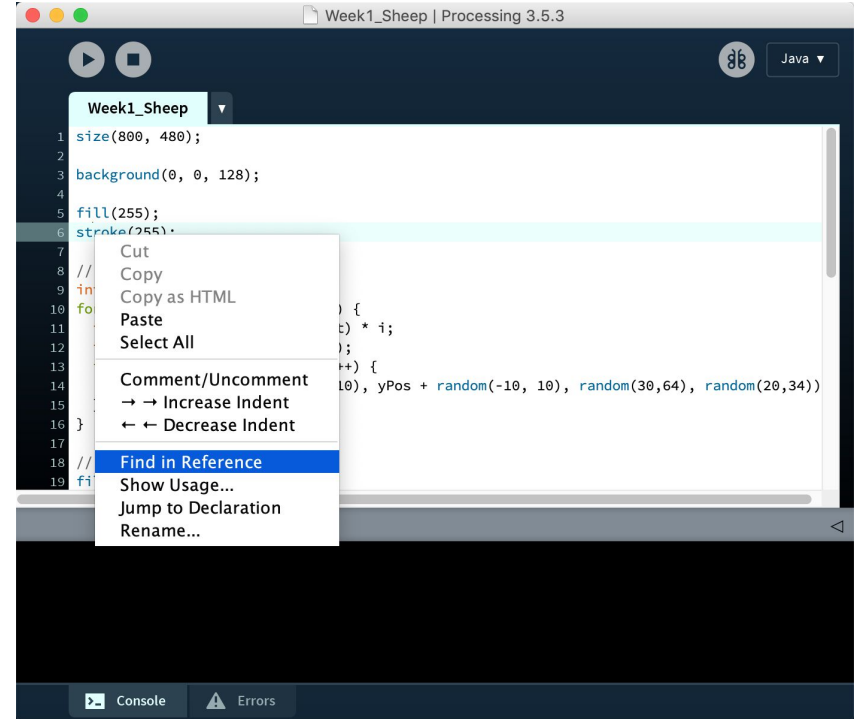 Week1_Sheep | Processing 3.5.3
Java ▼
Week1_Sheep ▼
1 size(800, 480);
2
3 background(0, 0, 128);
4
5 fill(255);
6 stroke(255);
7
8 //
9 in
10 fo ) {
11 t) * i;
12 );
13 ++) {
14 10), yPos + random(-10, 10), random(30,64), random(20,34))
15
16 }
17
18 //
19 fi
Cut
Copy
Copy as HTML
Paste
Select All
Comment/Uncomment
→ → Increase Indent
← ← Decrease Indent
Find in Reference
Show Usage...
Jump to Declaration
Rename...
Console
Errors